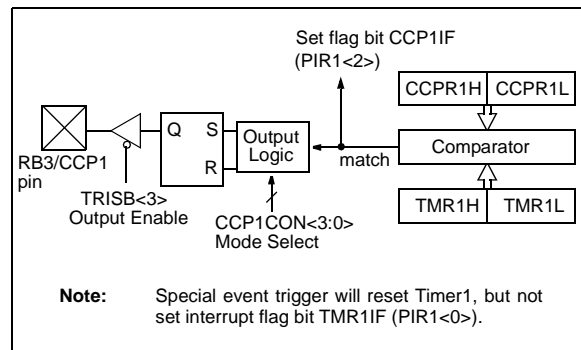 Set flag bit CCP1IF
(PIR1<2>)
CCPR1H CCPR1L
Q S Output
Logic
R
match
Comparator
RB3/CCP1
pin
TRISB<3>
Output Enable
CCP1CON<3:0>
Mode Select
TMR1H TMR1L
Note: Special event trigger will reset Timer1, but not
set interrupt flag bit TMR1IF (PIR1<0>).